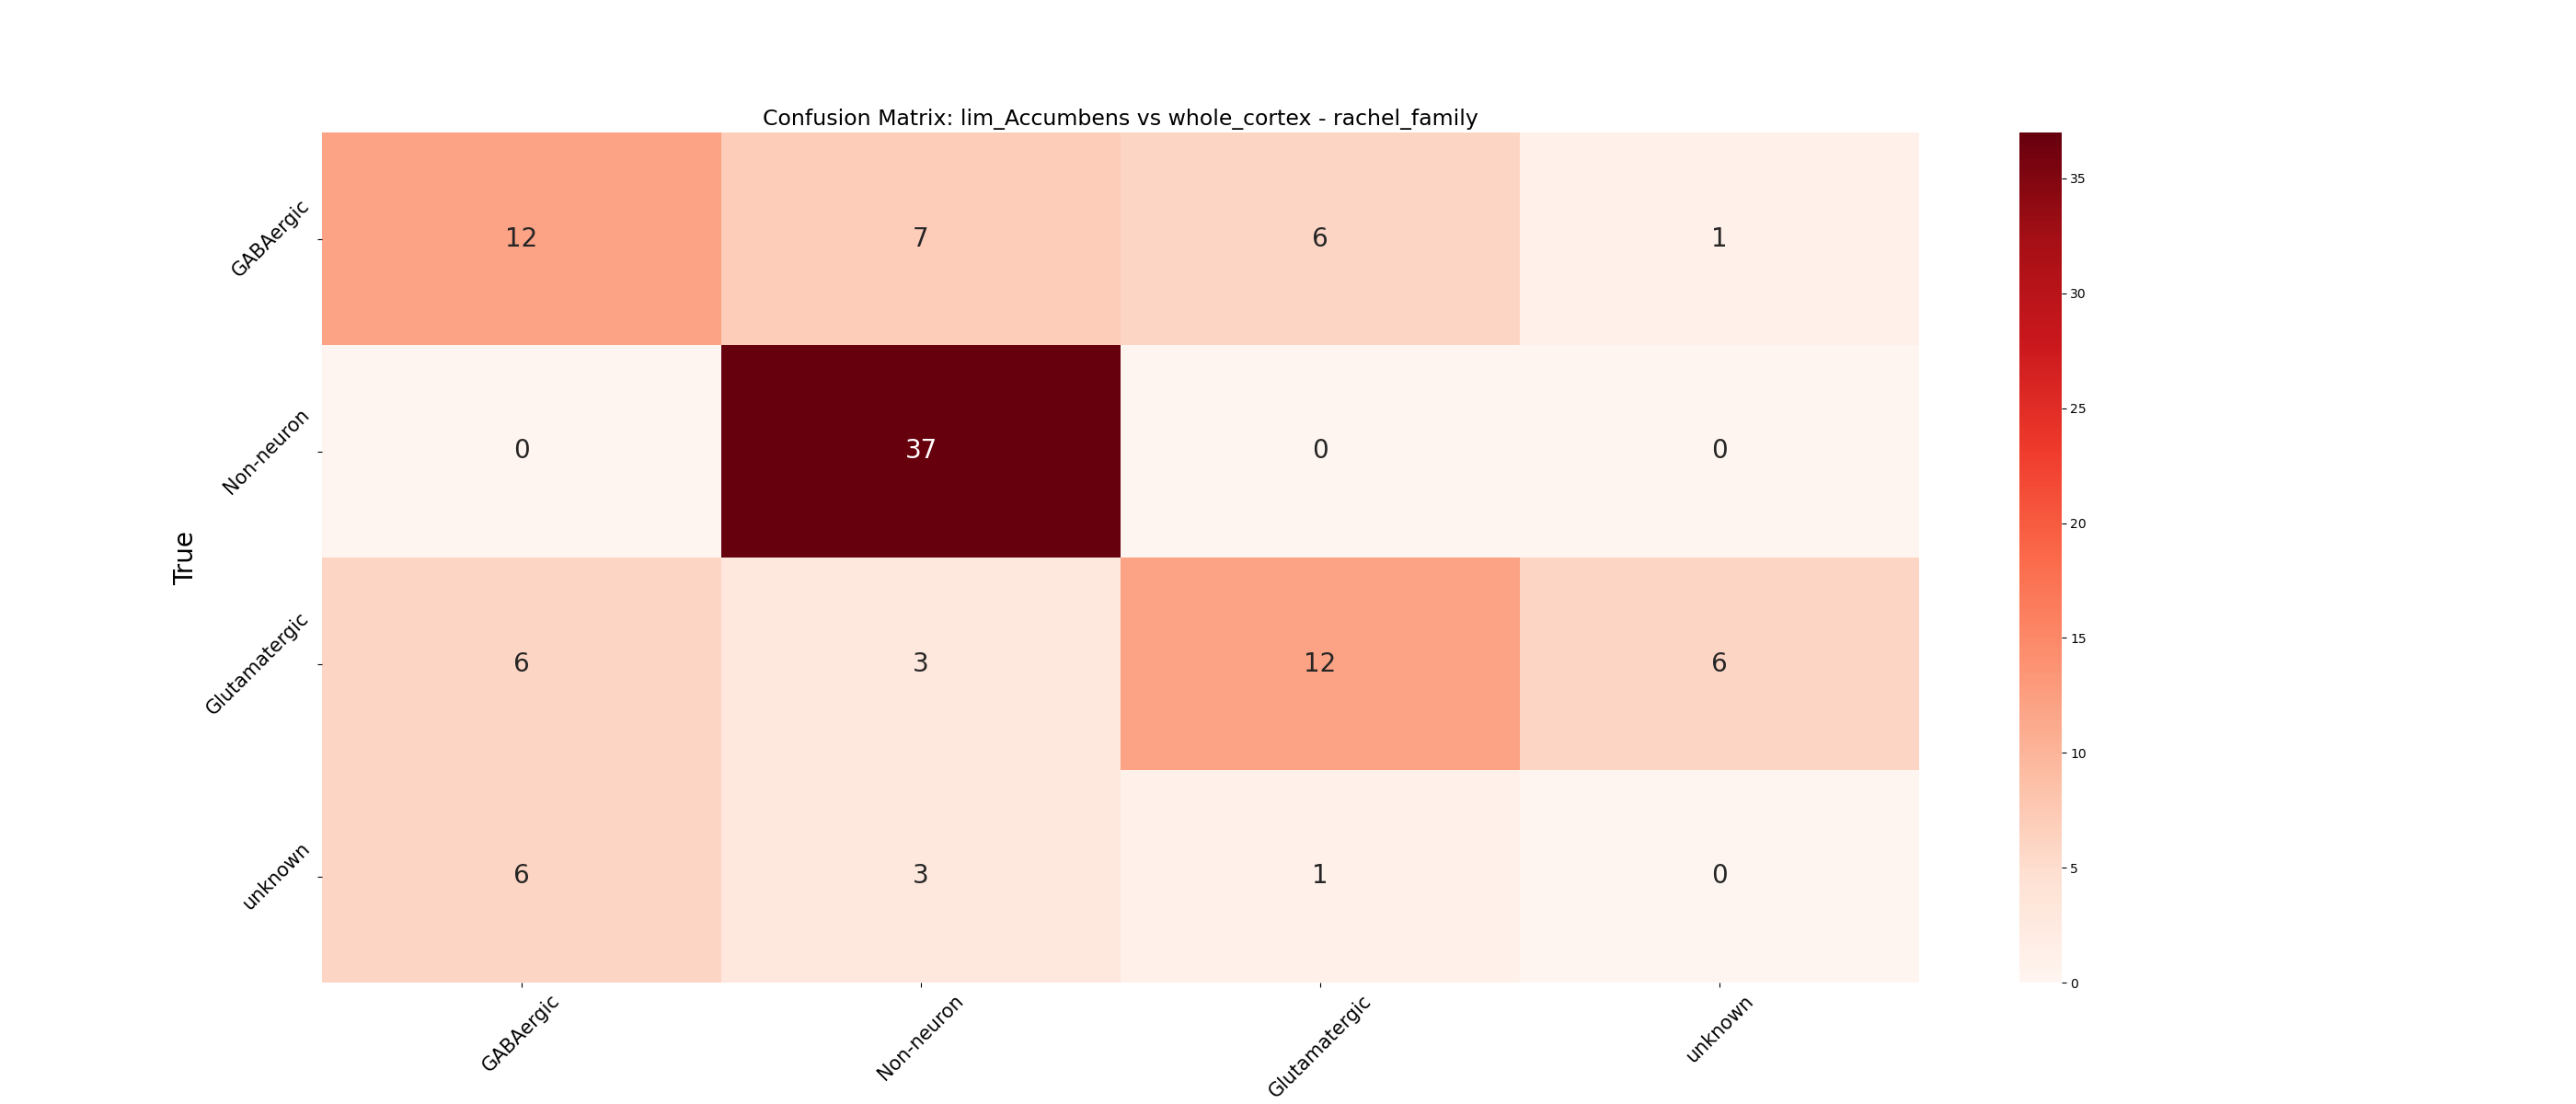 Confusion Matrix: lim_Accumbens vs whole_cortex - rachel_family
True
GABAergic
12 7 6 1
Non-neuron
0 37 0 0
Glutamatergic
6 3 12 6
unknown
6 3 1 0
GABAergic Non-neuron Glutamatergic unknown
35
30
25
20
15
10
5
0